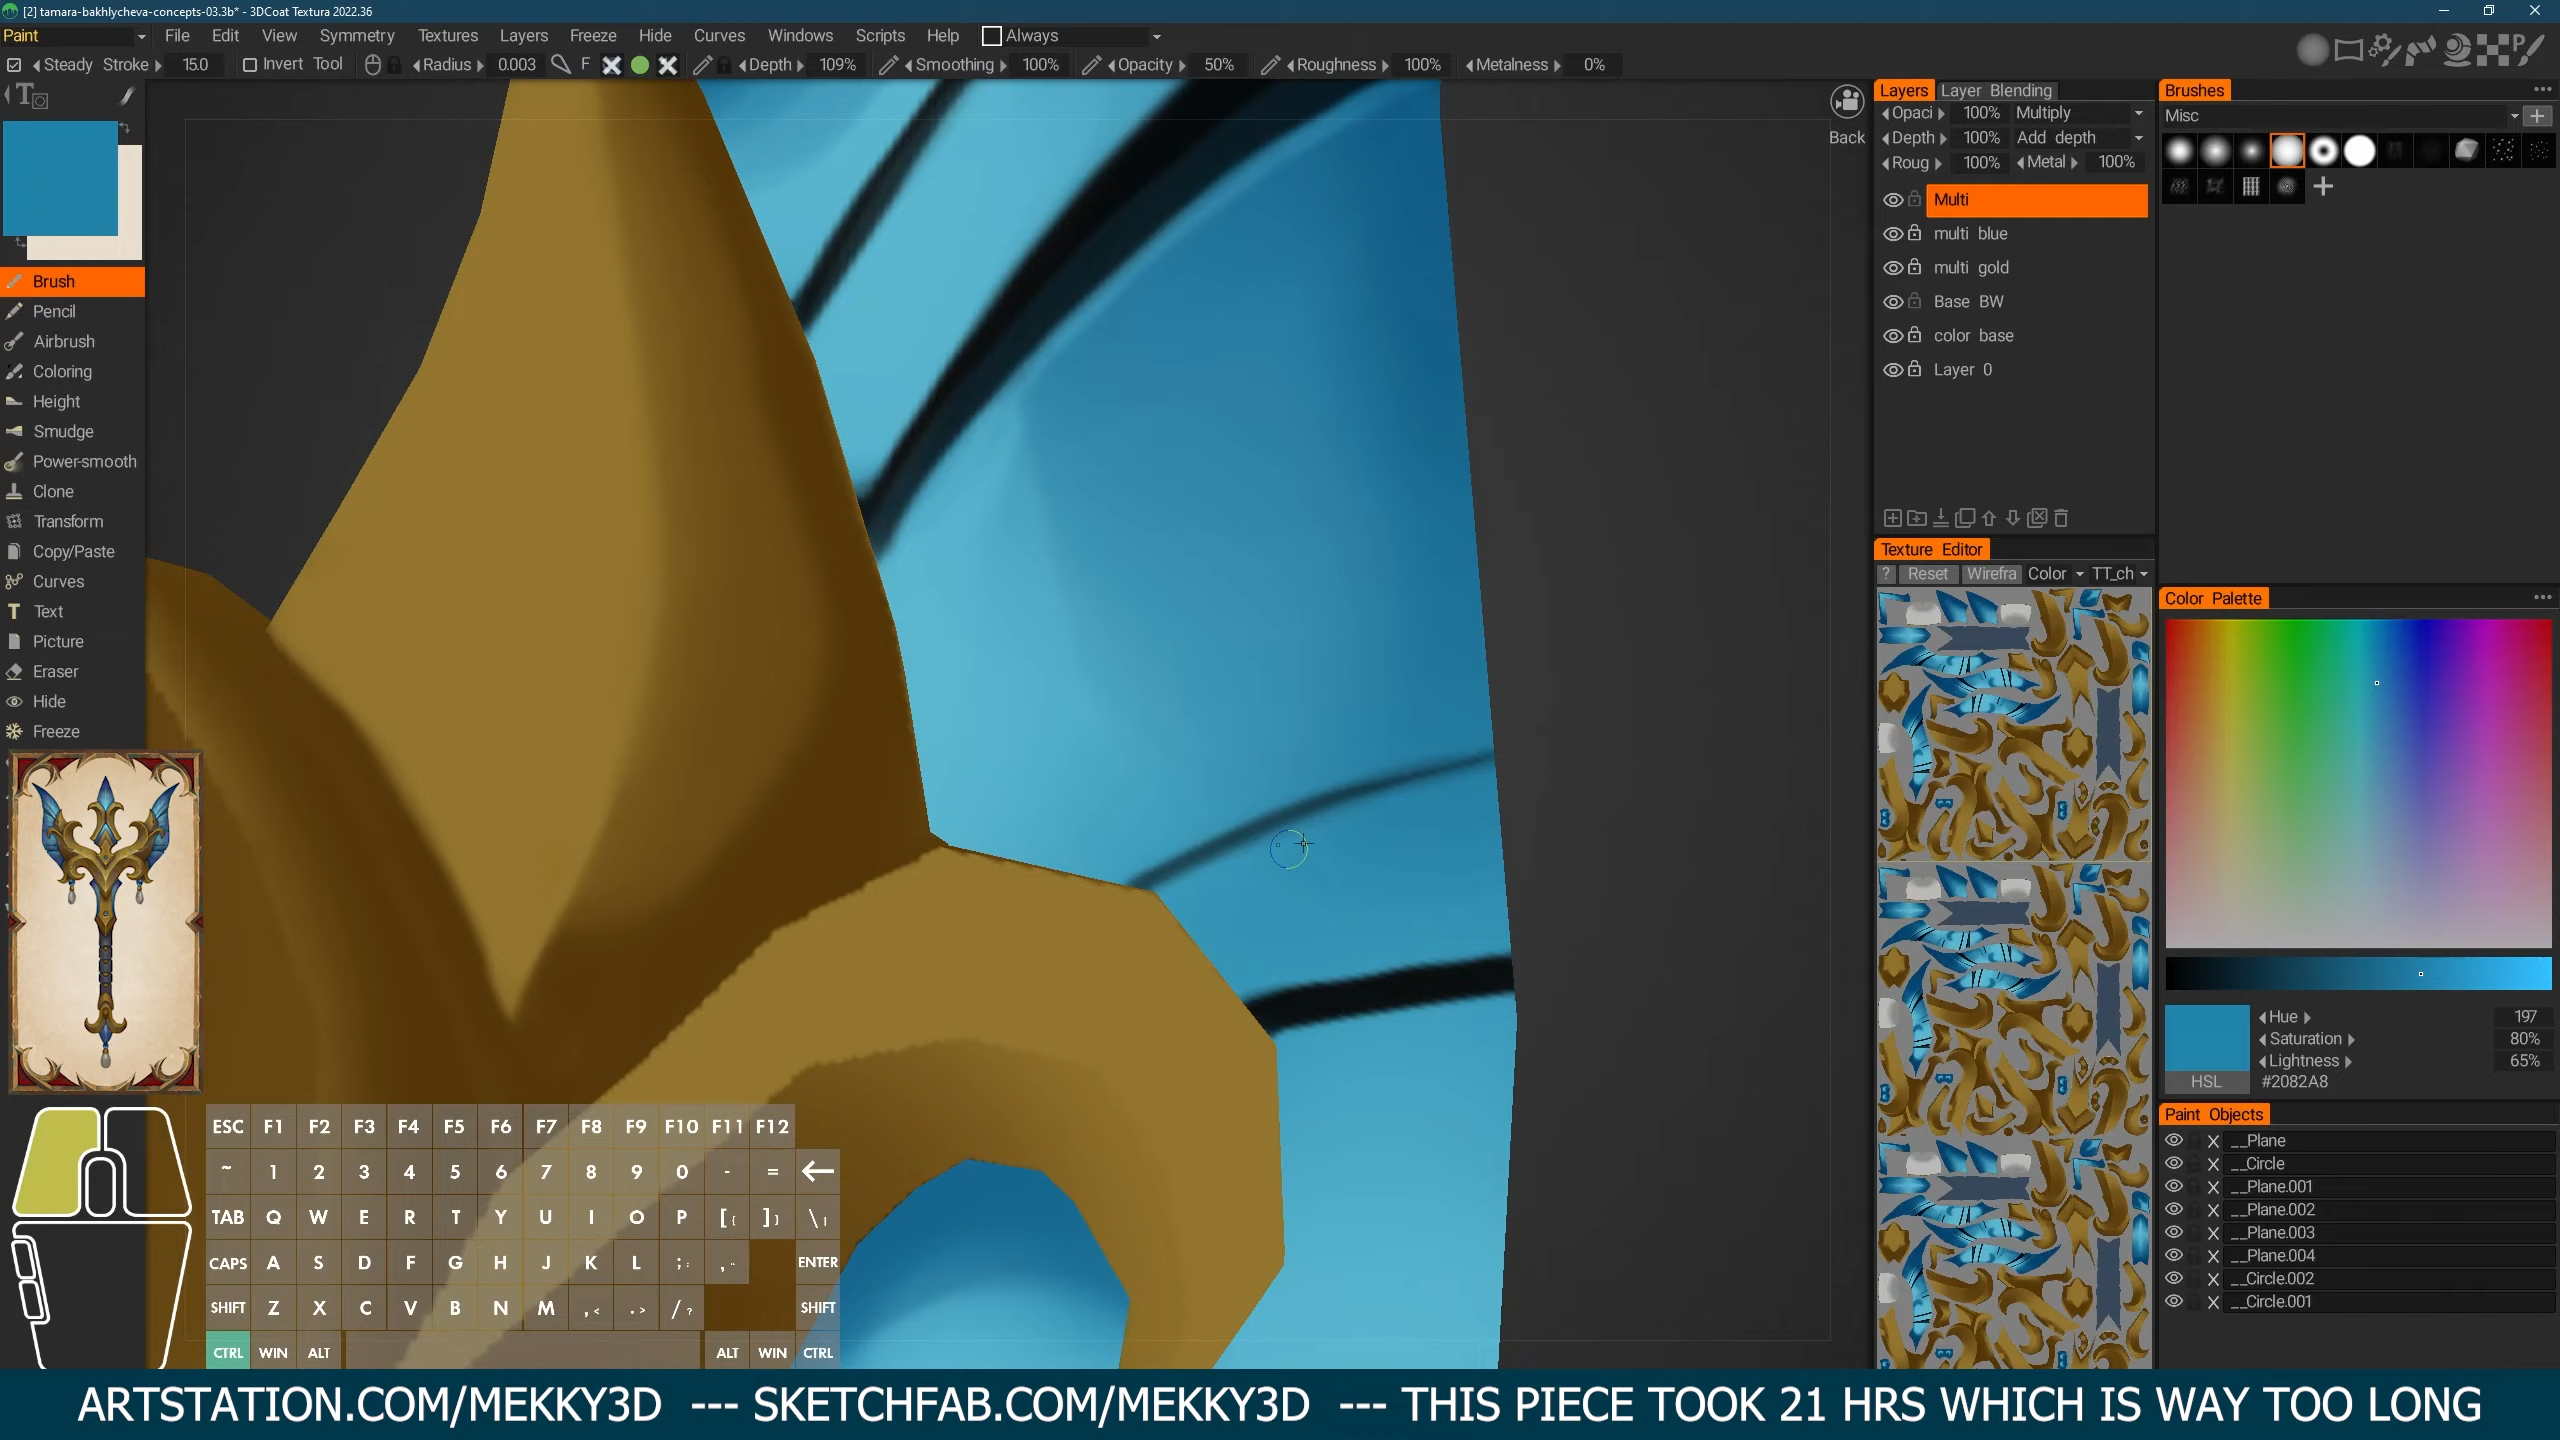 [2] tamara-bakhlycheva-concepts-03.3b* - 3DCoat Textura 2022.36
Paint File Edit View Symmetry Textures Layers Freeze Hide Curves Windows Scripts Help Always
Steady Stroke 15.0 Invert Tool Radius 0.003 F Depth 109% Smoothing 100% Opacity 50% Roughness 100% Metalness 0%
Back
Brush
Pencil
Airbrush
Coloring
Height
Smudge
Power-smooth
Clone
Transform
Copy/Paste
Curves
Text
Picture
Eraser
Hide
Freeze
Layers Layer Blending
Opaci 100% Multiply
Depth 100% Add depth
Roug 100% Metal 100%
Multi
multi blue
multi gold
Base BW
color base
Layer 0
Texture Editor
? Reset Wirefra Color TT_ch
Brushes
Misc
Color Palette
Hue 197
Saturation 80%
Lightness 65%
HSL #2082A8
Paint Objects
X __Plane
X __Circle
X __Plane.001
X __Plane.002
X __Plane.003
X __Plane.004
X __Circle.002
X __Circle.001
ESC F1 F2 F3 F4 F5 F6 F7 F8 F9 F10 F11 F12
~ 1 2 3 4 5 6 7 8 9 0 - =
TAB Q W E R T Y U I O P [{ ]} \|
CAPS A S D F G H J K L ;: ," ENTER
SHIFT Z X C V B N M ,< .> /? SHIFT
CTRL WIN ALT ALT WIN CTRL
ARTSTATION.COM/MEKKY3D --- SKETCHFAB.COM/MEKKY3D --- THIS PIECE TOOK 21 HRS WHICH IS WAY TOO LONG